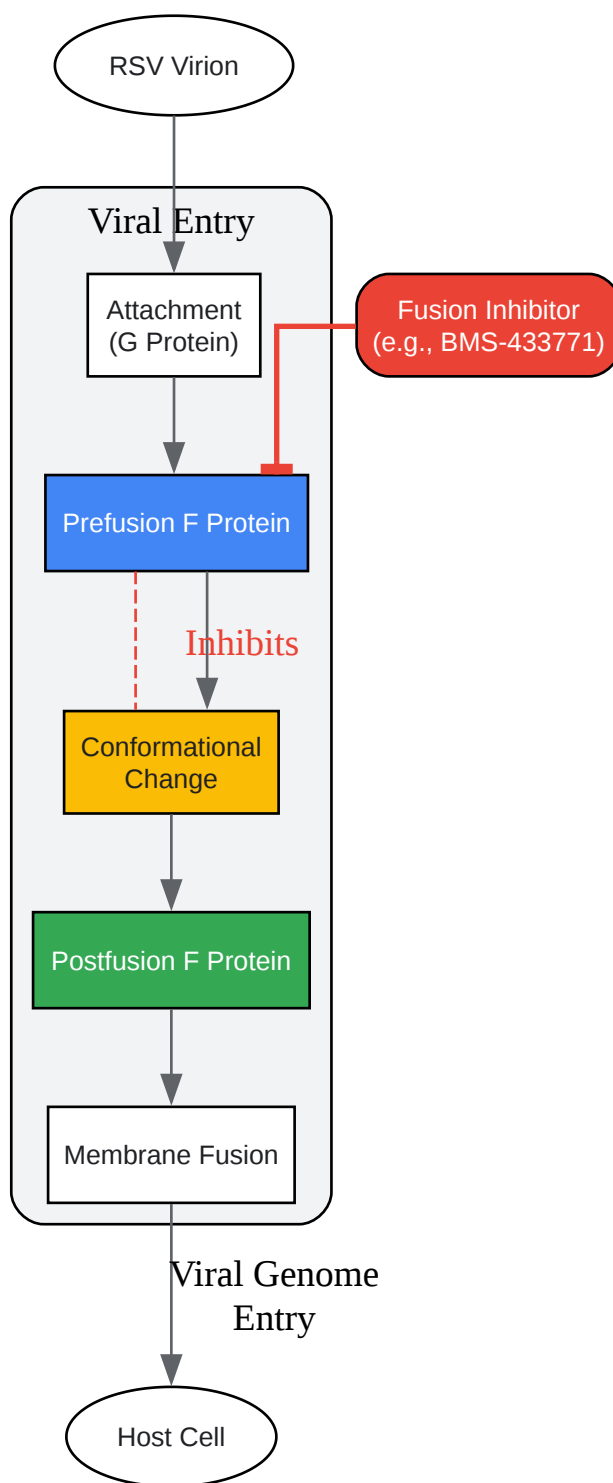 RSV Virion
Viral Entry
Attachment
(G Protein)
Fusion Inhibitor
(e.g., BMS-433771)
Prefusion F Protein
Inhibits
Conformational
Change
Postfusion F Protein
Membrane Fusion
Viral Genome
Entry
Host Cell